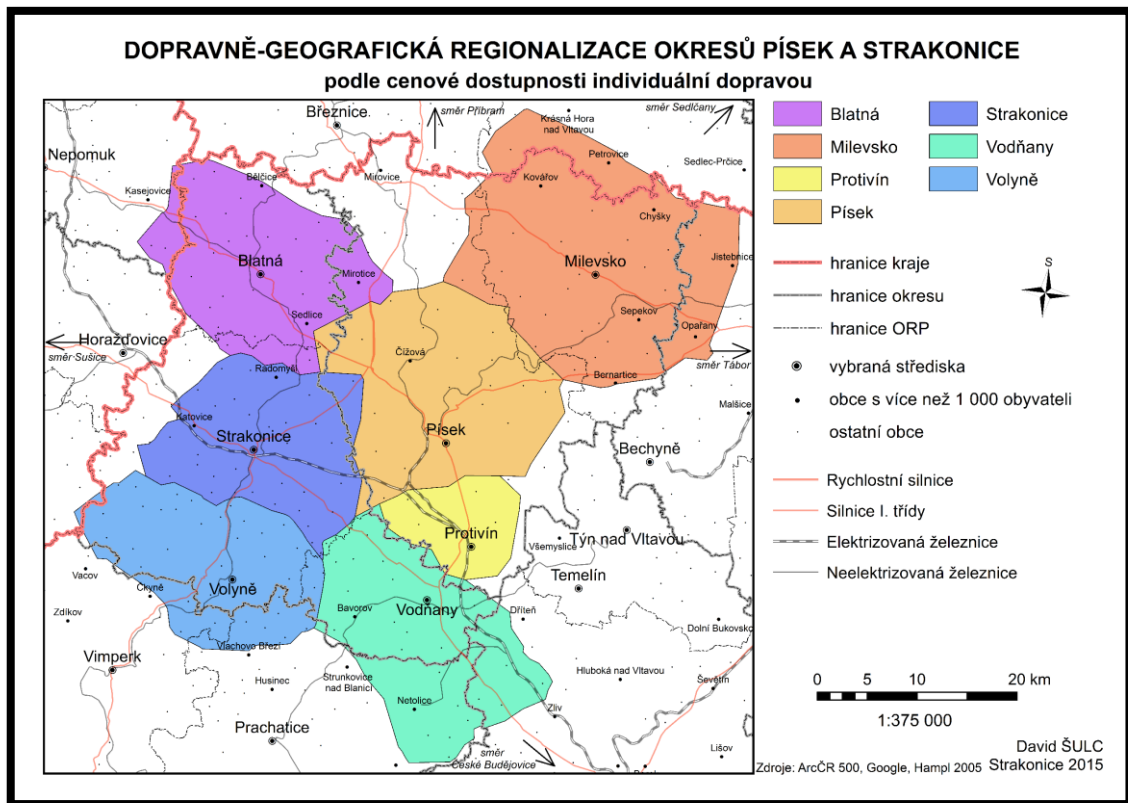 DOPRAVNĚ-GEOGRAFICKÁ REGIONALIZACE OKRESŮ PÍSEK A STRAKONICE
podle cenové dostupnosti individuální dopravou
Březnice
směr Příbram
Krásná Hora
nad Vltavou
směr Sedlčany
Nepomuk
Kasejovice
Bělčice
Mirovice
Petrovice
Sedlec-Prčice
Kovářov
Chyšky
Blatná
Mirotice
Milevsko
Jistebnice
Sedlice
Sepekov
Opařany
Horažďovice
směr Sušice
Radomyšl
Čížová
Bernartice
směr Tábor
Malšice
Katovice
Strakonice
Písek
Bechyně
Protivín
Všemyslice
Týn nad Vltavou
Vacov
Čkyně
Volyně
Temelín
Zdíkov
Bavorov
Vodňany
Dříteň
Dolní Bukovsko
Vimperk
Vlachovo Březí
Husinec
Strunkovice
nad Blanicí
Hluboká nad Vltavou
Ševětín
Netolice
Zliv
Prachatice
směr
České Budějovice
Lišov
Blatná
Milevsko
Protivín
Písek
Strakonice
Vodňany
Volyně
hranice kraje
hranice okresu
hranice ORP
S
vybraná střediska
obce s více než 1 000 obyvateli
ostatní obce
Rychlostní silnice
Silnice I. třídy
Elektrizovaná železnice
Neelektrizovaná železnice
0 5 10 20 km
1:375 000
David ŠULC
Zdroje: ArcČR 500, Google, Hampl 2005 Strakonice 2015